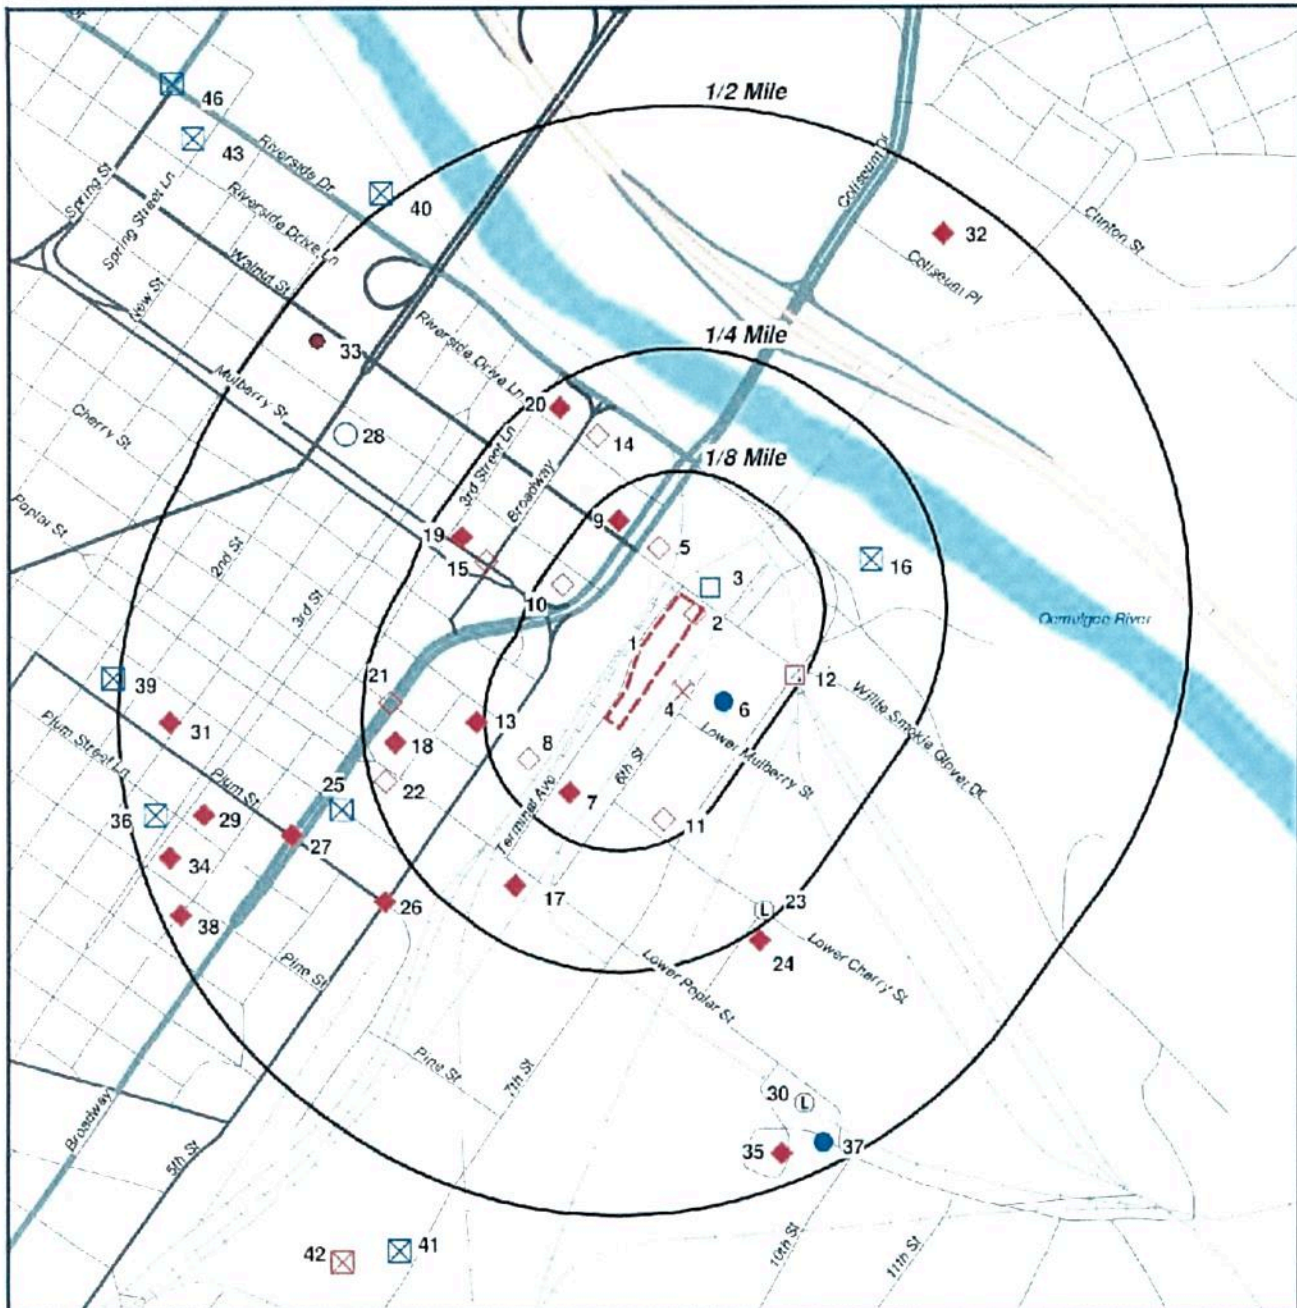 1/2 Mile
46
43
Riverside Dr
40
Coliseum Dr
Spring St
Spring Street Ln
Riverside Drive Ln
Clinton St
32
Walnut St
Coliseum Pl
New St
33
Riverside Drive Ln
1/4 Mile
Mulberry St
Cherry St
28
20
14
3rd Street Ln
1/8 Mile
Broadway
Poplar St
19
9
5
2nd St
15
3
16
10
2
Ocmulgee River
3rd St
1
39
21
4
6
12
Willie Smokie Glover Dr
31
13
Plum Street Ln
18
8
Lower Mulberry St
Plum St
25
22
6th St
7
36
29
Terminal Ave
11
27
34
17
L 23
38
26
24
Lower Cherry St
Pine St
Lower Poplar St
Pine St
7th St
30 L
Broadway
35
37
5th St
10th St
11th St
42
41